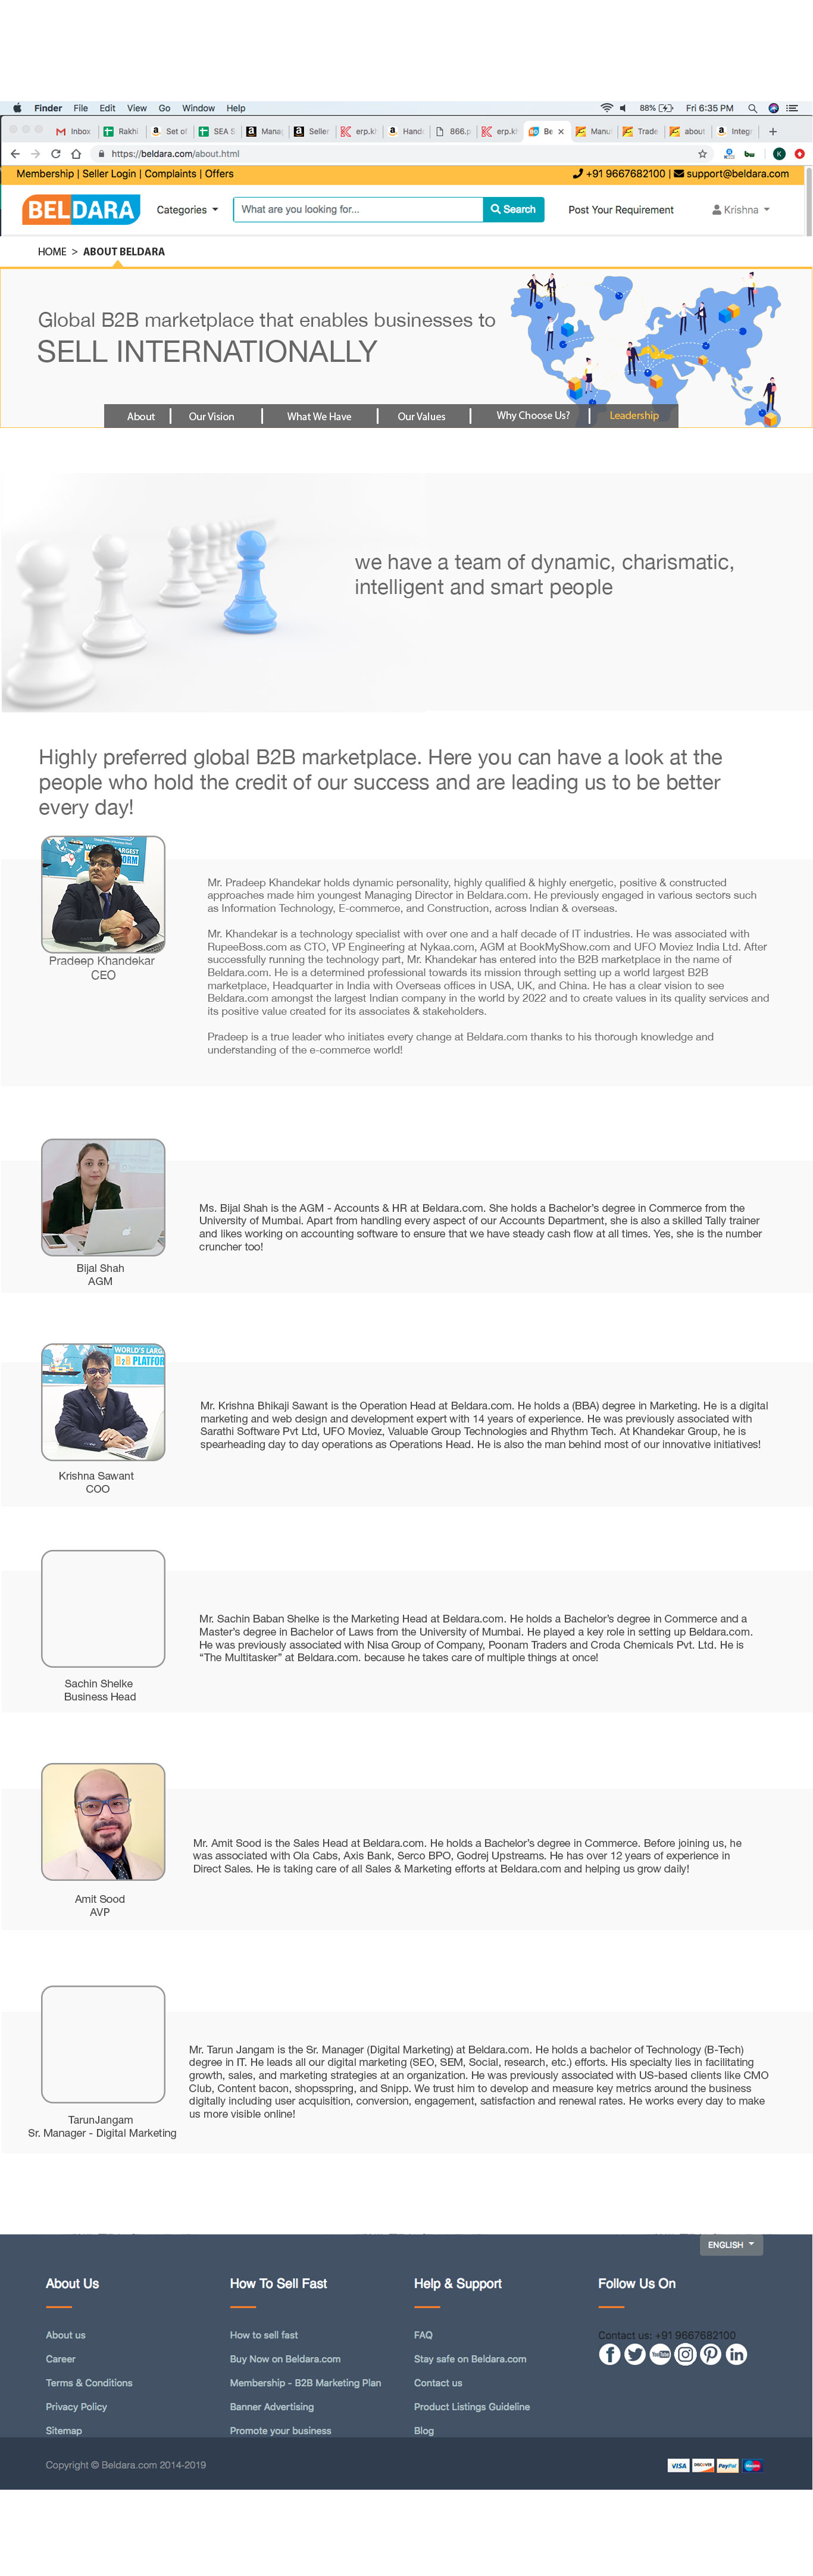 Finder File Edit View Go Window Help 88% Fri 6:35 PM
Inbox Rakhi Set of SEA S Manag Seller erp.kh Hand 866.p erp.kh Be Manu Trade about Integr
https://beldara.com/about.html
Membership | Seller Login | Complaints | Offers +91 9667682100 | support@beldara.com
BELDARA Categories What are you looking for... Search Post Your Requirement Krishna
HOME > ABOUT BELDARA
Global B2B marketplace that enables businesses to
SELL INTERNATIONALLY
About Our Vision What We Have Our Values Why Choose Us? Leadership
we have a team of dynamic, charismatic,
intelligent and smart people
Highly preferred global B2B marketplace. Here you can have a look at the
people who hold the credit of our success and are leading us to be better
every day!
Pradeep Khandekar
CEO
Mr. Pradeep Khandekar holds dynamic personality, highly qualified & highly energetic, positive & constructed
approaches made him youngest Managing Director in Beldara.com. He previously engaged in various sectors such
as Information Technology, E-commerce, and Construction, across Indian & overseas.
Mr. Khandekar is a technology specialist with over one and a half decade of IT industries. He was associated with
RupeeBoss.com as CTO, VP Engineering at Nykaa.com, AGM at BookMyShow.com and UFO Moviez India Ltd. After
successfully running the technology part, Mr. Khandekar has entered into the B2B marketplace in the name of
Beldara.com. He is a determined professional towards its mission through setting up a world largest B2B
marketplace, Headquarter in India with Overseas offices in USA, UK, and China. He has a clear vision to see
Beldara.com amongst the largest Indian company in the world by 2022 and to create values in its quality services and
its positive value created for its associates & stakeholders.
Pradeep is a true leader who initiates every change at Beldara.com thanks to his thorough knowledge and
understanding of the e-commerce world!
Bijal Shah
AGM
Ms. Bijal Shah is the AGM - Accounts & HR at Beldara.com. She holds a Bachelor's degree in Commerce from the
University of Mumbai. Apart from handling every aspect of our Accounts Department, she is also a skilled Tally trainer
and likes working on accounting software to ensure that we have steady cash flow at all times. Yes, she is the number
cruncher too!
WORLD'S LARG
B2B PLATFOR
Krishna Sawant
COO
Mr. Krishna Bhikaji Sawant is the Operation Head at Beldara.com. He holds a (BBA) degree in Marketing. He is a digital
marketing and web design and development expert with 14 years of experience. He was previously associated with
Sarathi Software Pvt Ltd, UFO Moviez, Valuable Group Technologies and Rhythm Tech. At Khandekar Group, he is
spearheading day to day operations as Operations Head. He is also the man behind most of our innovative initiatives!
Sachin Shelke
Business Head
Mr. Sachin Baban Shelke is the Marketing Head at Beldara.com. He holds a Bachelor's degree in Commerce and a
Master's degree in Bachelor of Laws from the University of Mumbai. He played a key role in setting up Beldara.com.
He was previously associated with Nisa Group of Company, Poonam Traders and Croda Chemicals Pvt. Ltd. He is
“The Multitasker” at Beldara.com. because he takes care of multiple things at once!
Amit Sood
AVP
Mr. Amit Sood is the Sales Head at Beldara.com. He holds a Bachelor's degree in Commerce. Before joining us, he
was associated with Ola Cabs, Axis Bank, Serco BPO, Godrej Upstreams. He has over 12 years of experience in
Direct Sales. He is taking care of all Sales & Marketing efforts at Beldara.com and helping us grow daily!
TarunJangam
Sr. Manager - Digital Marketing
Mr. Tarun Jangam is the Sr. Manager (Digital Marketing) at Beldara.com. He holds a bachelor of Technology (B-Tech)
degree in IT. He leads all our digital marketing (SEO, SEM, Social, research, etc.) efforts. His specialty lies in facilitating
growth, sales, and marketing strategies at an organization. He was previously associated with US-based clients like CMO
Club, Content bacon, shopsspring, and Snipp. We trust him to develop and measure key metrics around the business
digitally including user acquisition, conversion, engagement, satisfaction and renewal rates. He works every day to make
us more visible online!
ENGLISH
About Us How To Sell Fast Help & Support Follow Us On
About us How to sell fast FAQ Contact us: +91 9667682100
Career Buy Now on Beldara.com Stay safe on Beldara.com
Terms & Conditions Membership - B2B Marketing Plan Contact us
Privacy Policy Banner Advertising Product Listings Guideline
Sitemap Promote your business Blog
Copyright © Beldara.com 2014-2019 VISA DISCOVER PayPal